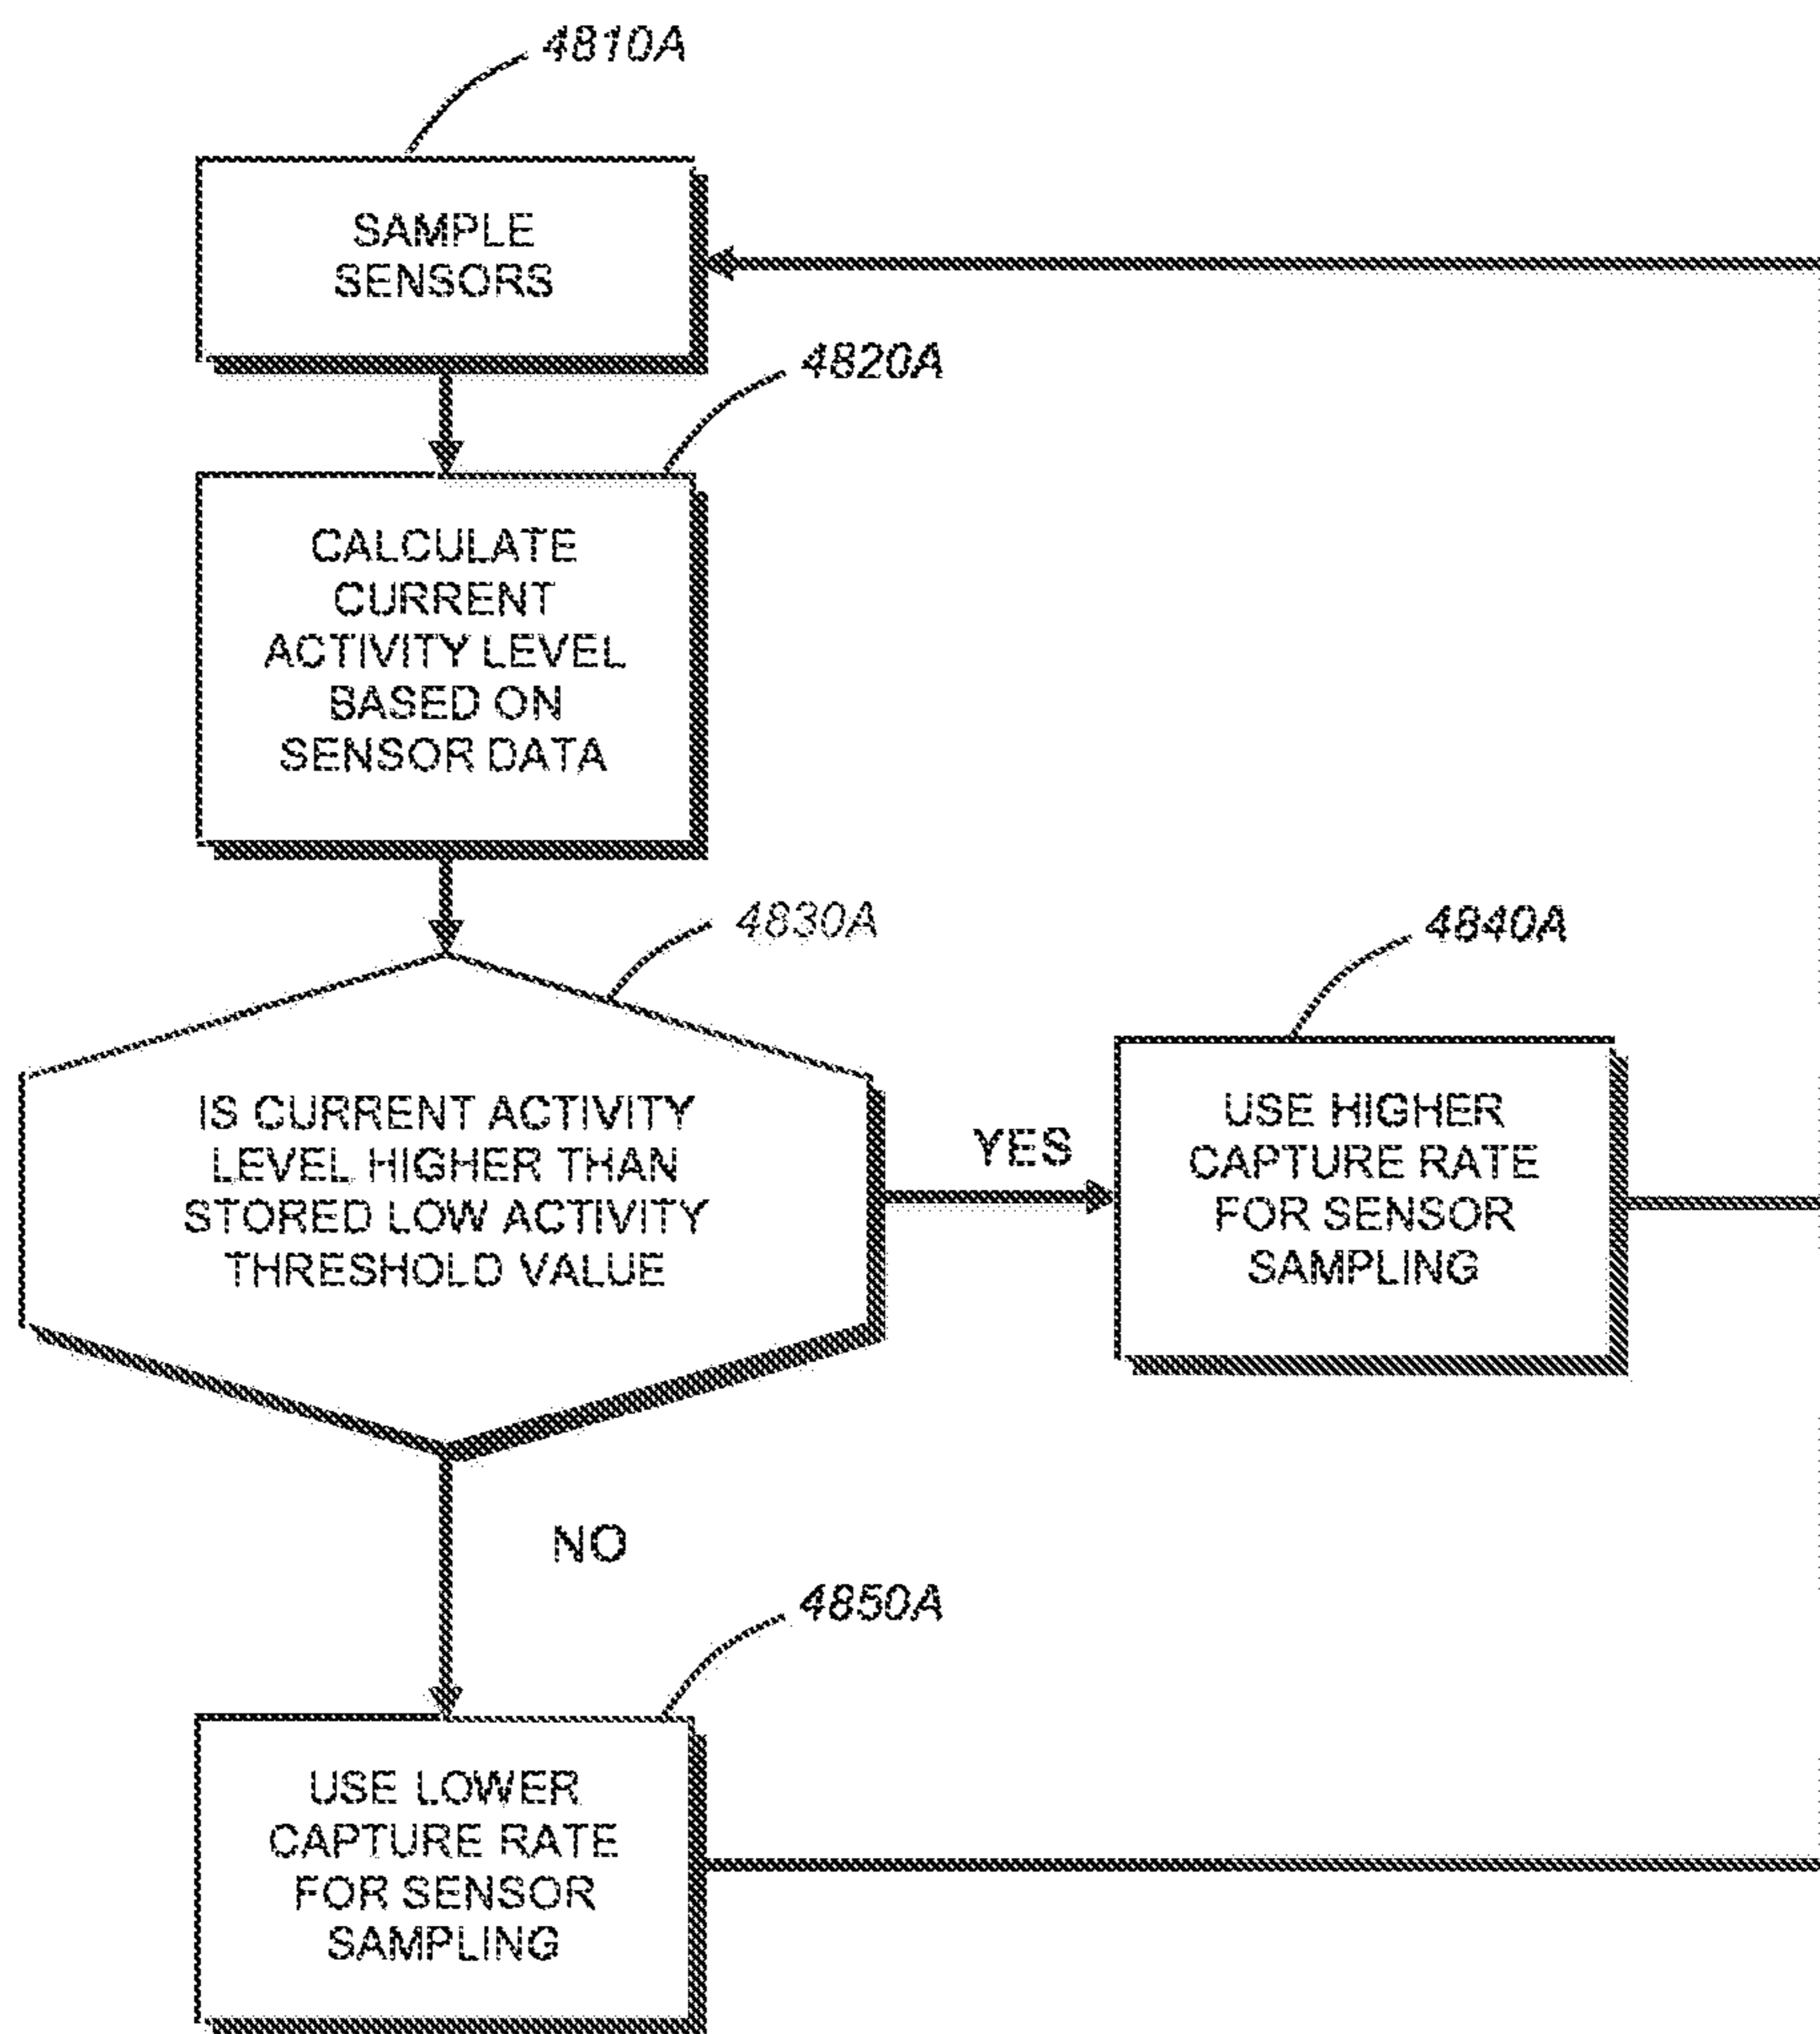 4810A
SAMPLE
SENSORS
4820A
CALCULATE
CURRENT
ACTIVITY LEVEL
BASED ON
SENSOR DATA
4830A
IS CURRENT ACTIVITY
LEVEL HIGHER THAN
STORED LOW ACTIVITY
THRESHOLD VALUE
YES
4840A
USE HIGHER
CAPTURE RATE
FOR SENSOR
SAMPLING
NO
4850A
USE LOWER
CAPTURE RATE
FOR SENSOR
SAMPLING